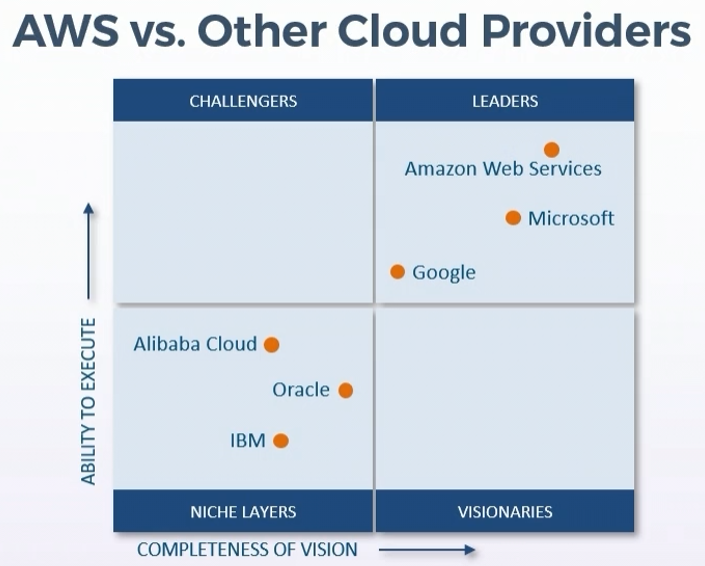 AWS vs. Other Cloud Providers
CHALLENGERS
LEADERS
Amazon Web Services
Microsoft
Google
Alibaba Cloud
Oracle
IBM
NICHE LAYERS
VISIONARIES
ABILITY TO EXECUTE
COMPLETENESS OF VISION